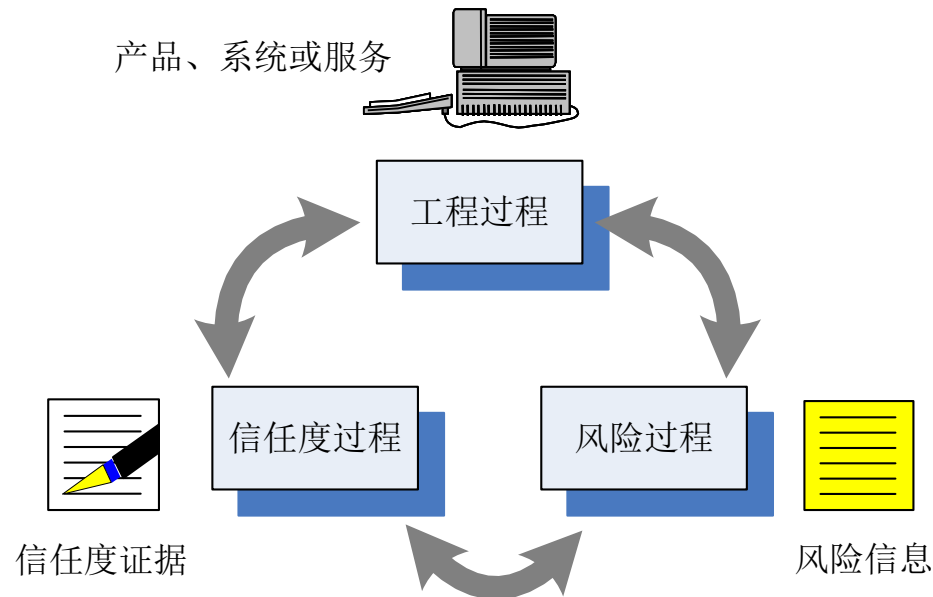 产品、系统或服务
工程过程
信任度过程
风险过程
信任度证据
风险信息